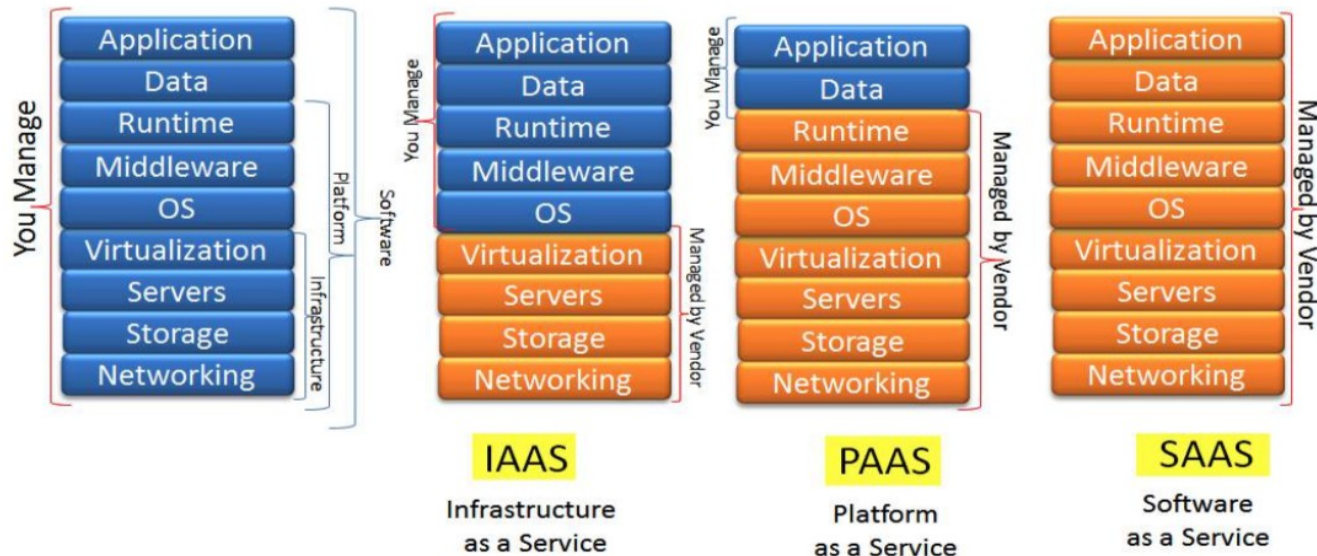 You Manage
Application
Data
Runtime
Middleware
OS
Virtualization
Servers
Storage
Networking
Infrastructure
Platform
Software
You Manage
Application
Data
Runtime
Middleware
OS
Virtualization
Servers
Storage
Networking
Managed by Vendor
IAAS
Infrastructure
as a Service
You Manage
Application
Data
Runtime
Middleware
OS
Virtualization
Servers
Storage
Networking
Managed by Vendor
PAAS
Platform
as a Service
Application
Data
Runtime
Middleware
OS
Virtualization
Servers
Storage
Networking
Managed by Vendor
SAAS
Software
as a Service